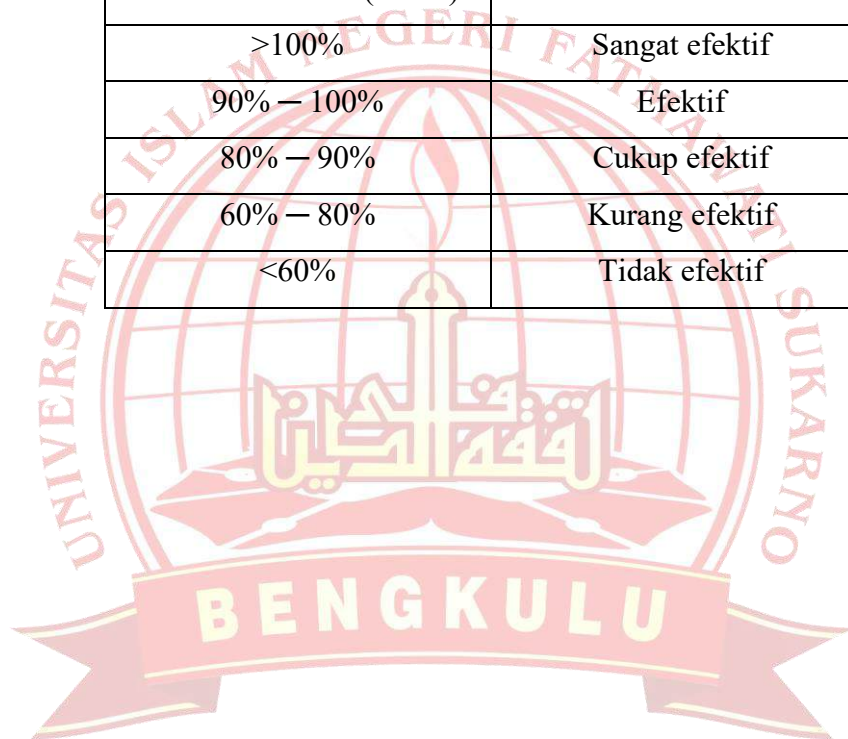 >100% Sangat efektif
90% – 100% Efektif
80% – 90% Cukup efektif
60% – 80% Kurang efektif
<60% Tidak efektif
UNIVERSITAS ISLAM NEGERI FATMAWATI SUKARNO
BENGKULU